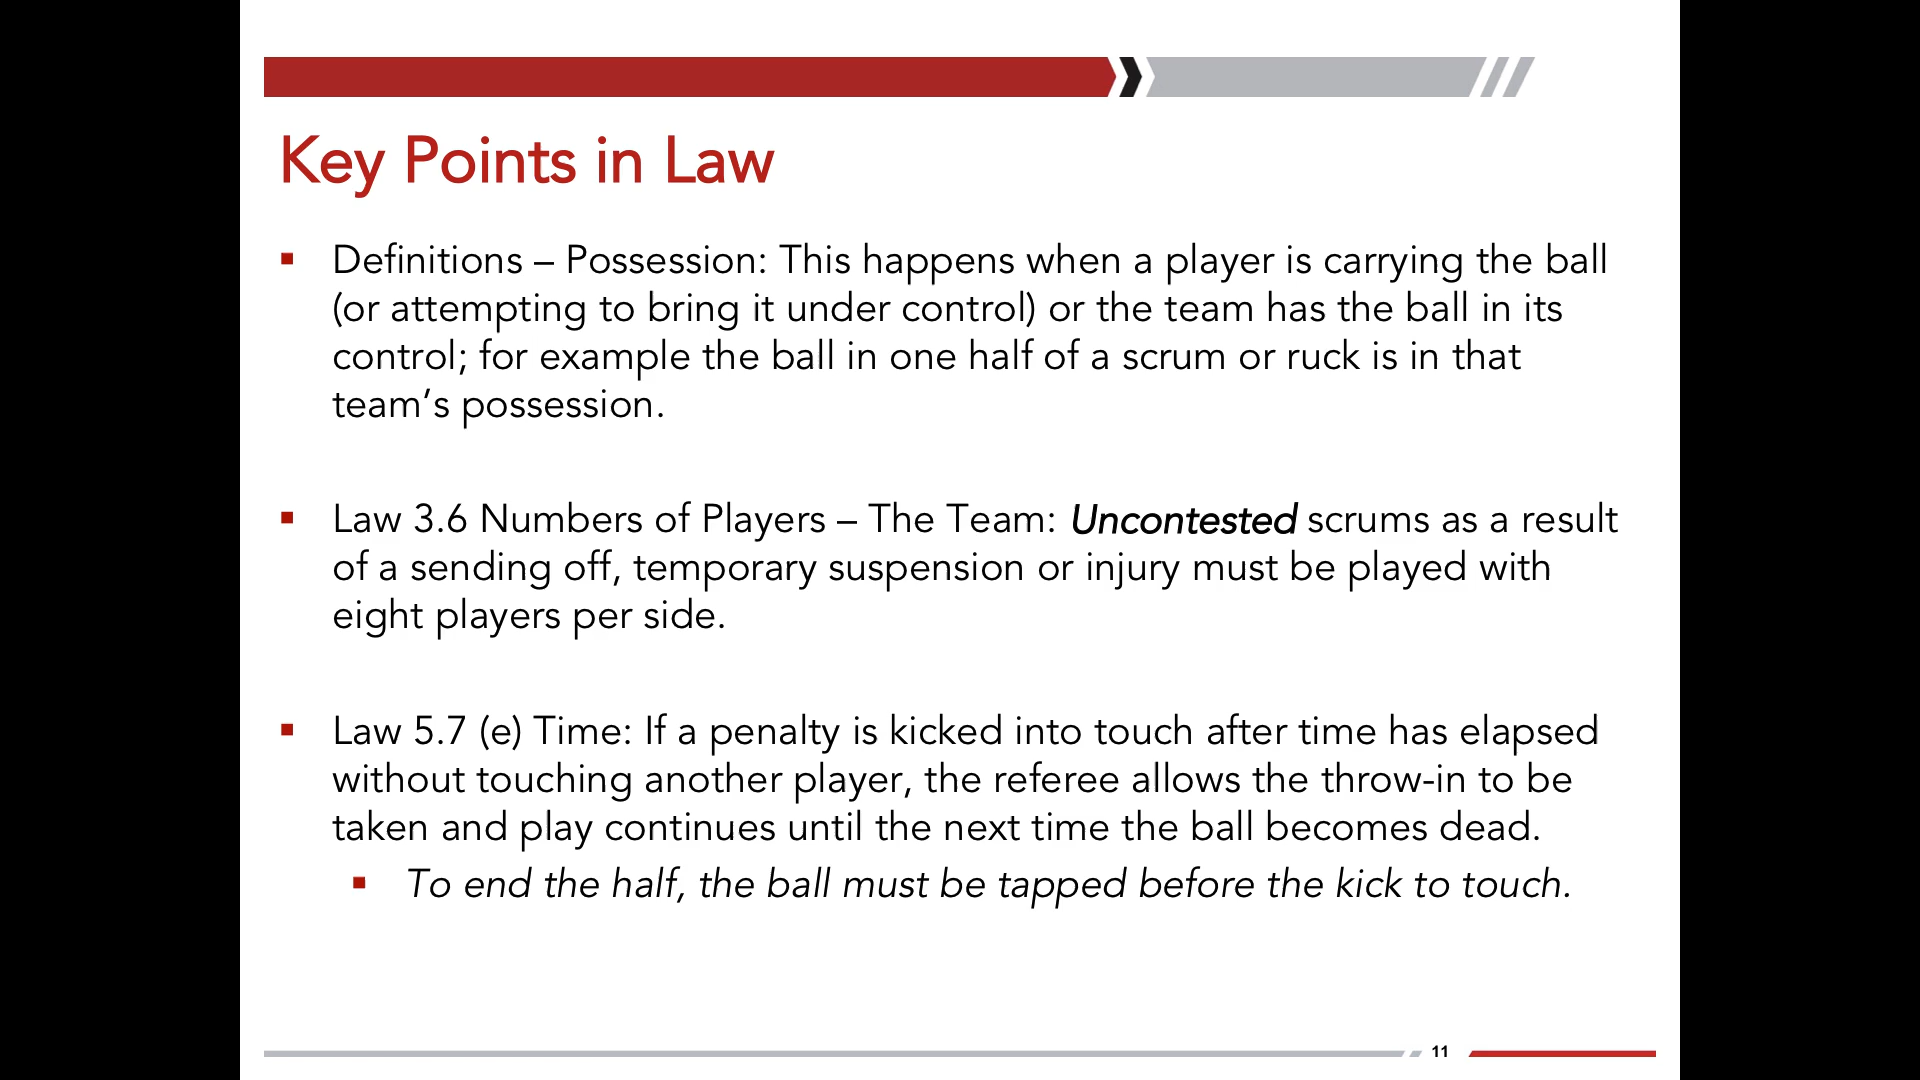 Key Points in Law
Definitions – Possession: This happens when a player is carrying the ball
(or attempting to bring it under control) or the team has the ball in its
control; for example the ball in one half of a scrum or ruck is in that
team’s possession.
Law 3.6 Numbers of Players – The Team: Uncontested scrums as a result
of a sending off, temporary suspension or injury must be played with
eight players per side.
Law 5.7 (e) Time: If a penalty is kicked into touch after time has elapsed
without touching another player, the referee allows the throw-in to be
taken and play continues until the next time the ball becomes dead.
To end the half, the ball must be tapped before the kick to touch.
11